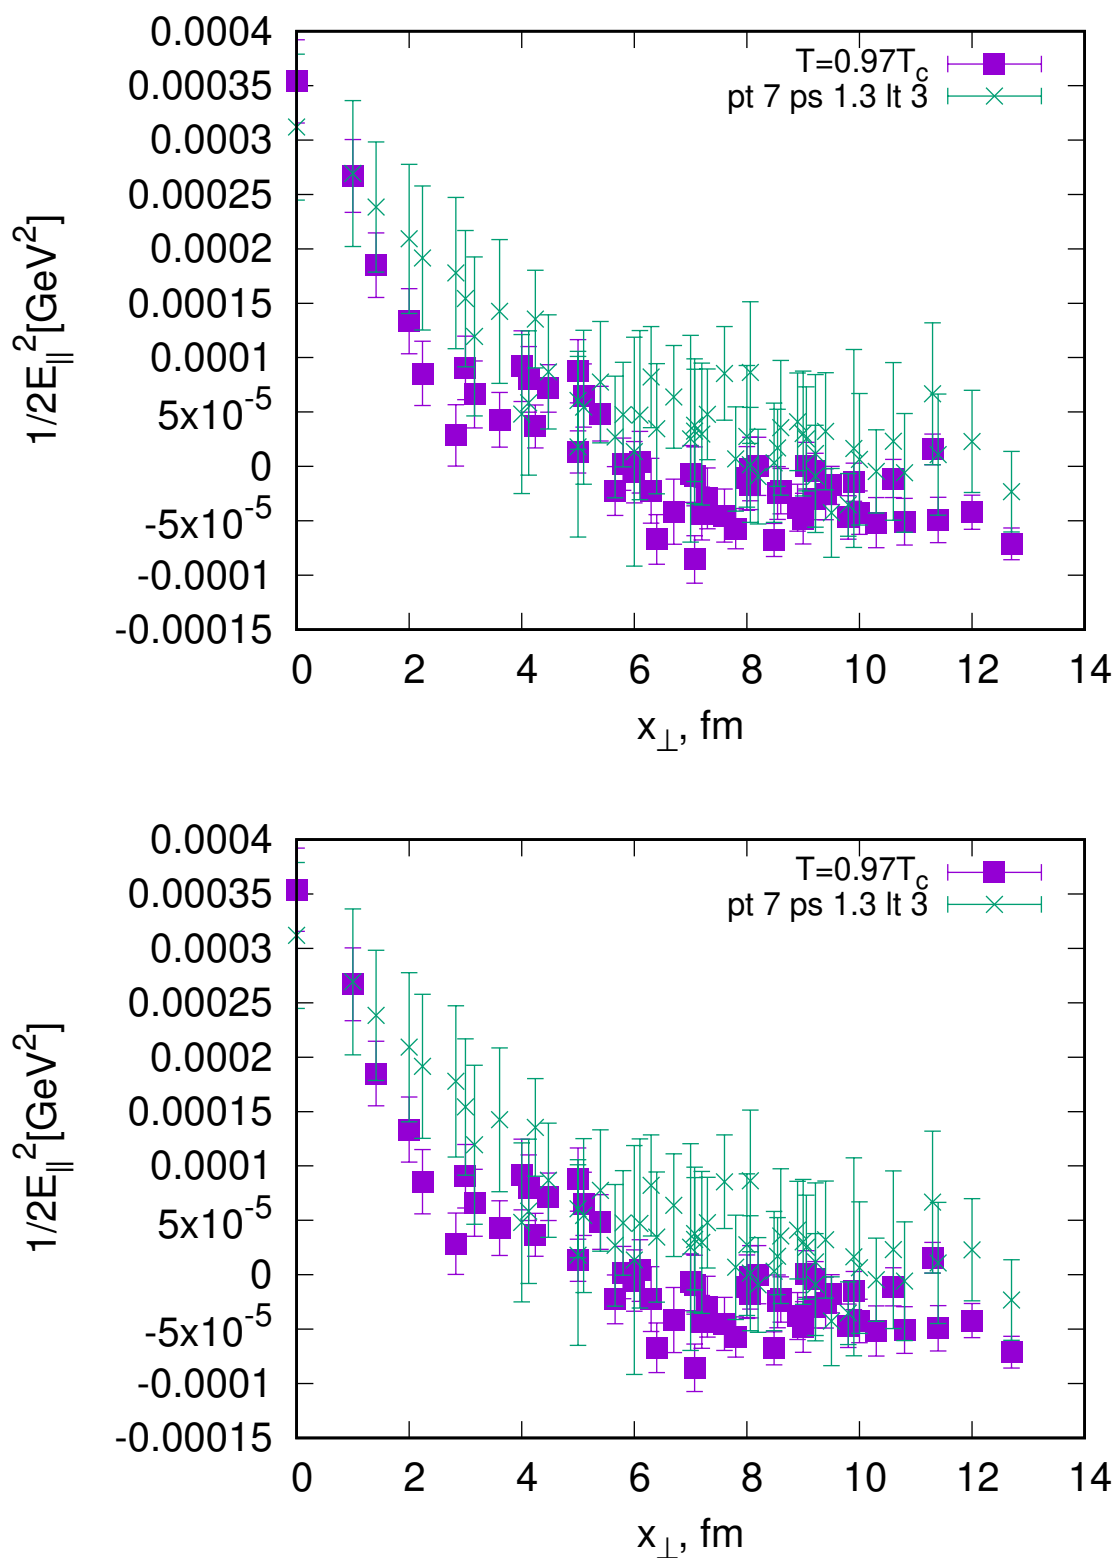 0.0004
0.00035
0.0003
0.00025
0.0002
0.00015
0.0001
5x10⁻⁵
0
-5x10⁻⁵
-0.0001
-0.00015
1/2E∥²[GeV²]
T=0.97T_c
pt 7 ps 1.3 lt 3
0 2 4 6 8 10 12 14
x⊥, fm
0.0004
0.00035
0.0003
0.00025
0.0002
0.00015
0.0001
5x10⁻⁵
0
-5x10⁻⁵
-0.0001
-0.00015
1/2E∥²[GeV²]
T=0.97T_c
pt 7 ps 1.3 lt 3
0 2 4 6 8 10 12 14
x⊥, fm